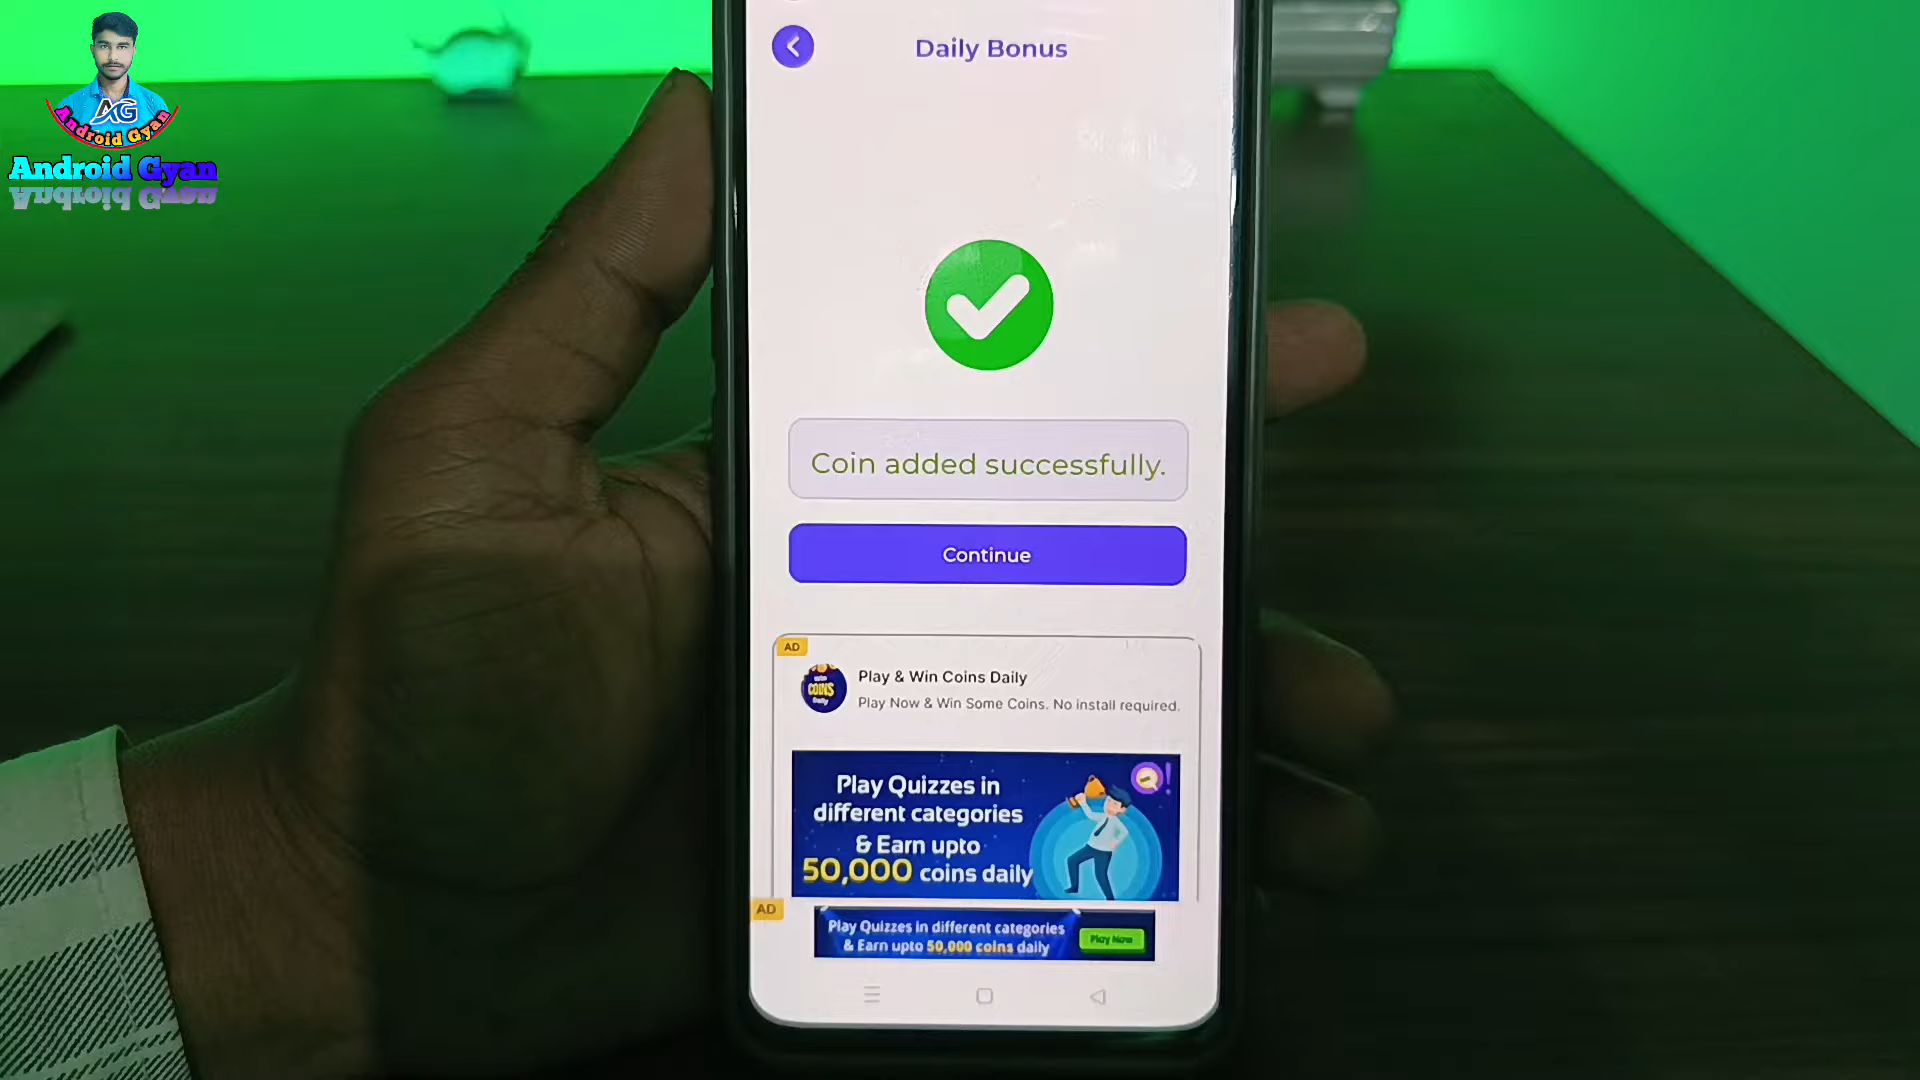 AG
Android Gyan
Android Gyan
Daily Bonus
Coin added successfully.
Continue
AD
COINS
Daily
Play & Win Coins Daily
Play Now & Win Some Coins. No install required.
Play Quizzes in
different categories
& Earn upto
50,000 coins daily
AD
Play Quizzes in different categories
& Earn upto 50,000 coins daily
Play Now